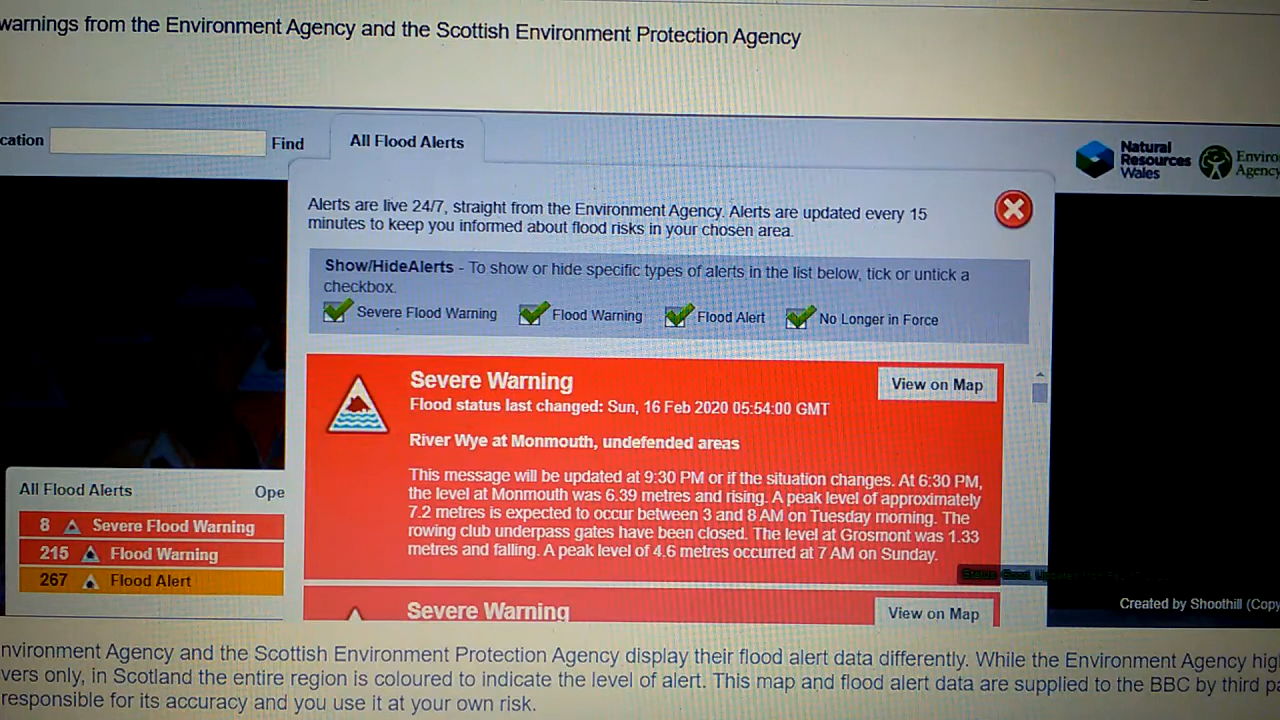 warnings from the Environment Agency and the Scottish Environment Protection Agency
cation
Find
All Flood Alerts
Natural
Resources
Wales
Enviro
Agency
Alerts are live 24/7, straight from the Environment Agency. Alerts are updated every 15
minutes to keep you informed about flood risks in your chosen area.
Show/HideAlerts - To show or hide specific types of alerts in the list below, tick or untick a
checkbox.
Severe Flood Warning
Flood Warning
Flood Alert
No Longer in Force
Severe Warning
View on Map
Flood status last changed: Sun, 16 Feb 2020 05:54:00 GMT
River Wye at Monmouth, undefended areas
This message will be updated at 9:30 PM or if the situation changes. At 6:30 PM,
the level at Monmouth was 6.39 metres and rising. A peak level of approximately
7.2 metres is expected to occur between 3 and 8 AM on Tuesday morning. The
rowing club underpass gates have been closed. The level at Grosmont was 1.33
metres and falling. A peak level of 4.6 metres occurred at 7 AM on Sunday.
All Flood Alerts
Ope
8 Severe Flood Warning
215 Flood Warning
267 Flood Alert
Severe Warning
View on Map
Created by Shoothill (Copy
nvironment Agency and the Scottish Environment Protection Agency display their flood alert data differently. While the Environment Agency hig
vers only, in Scotland the entire region is coloured to indicate the level of alert. This map and flood alert data are supplied to the BBC by third pa
responsible for its accuracy and you use it at your own risk.